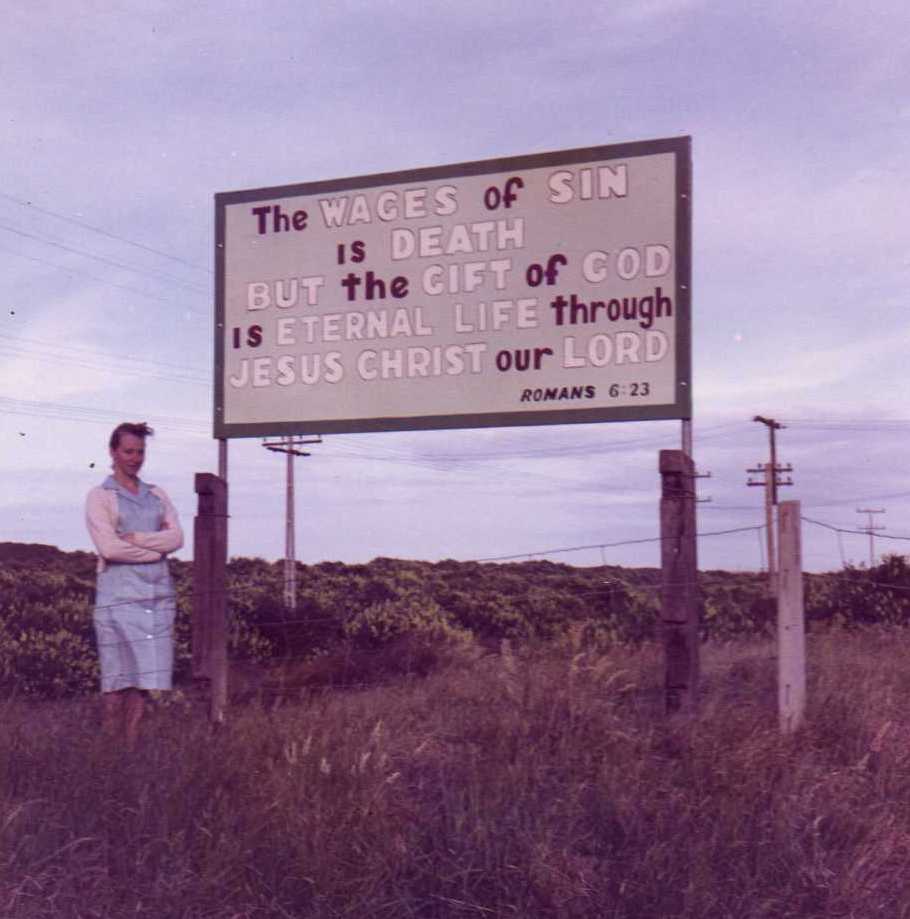 The WAGES of SIN
IS DEATH
BUT the GIFT of GOD
IS ETERNAL LIFE through
JESUS CHRIST our LORD
ROMANS 6:23